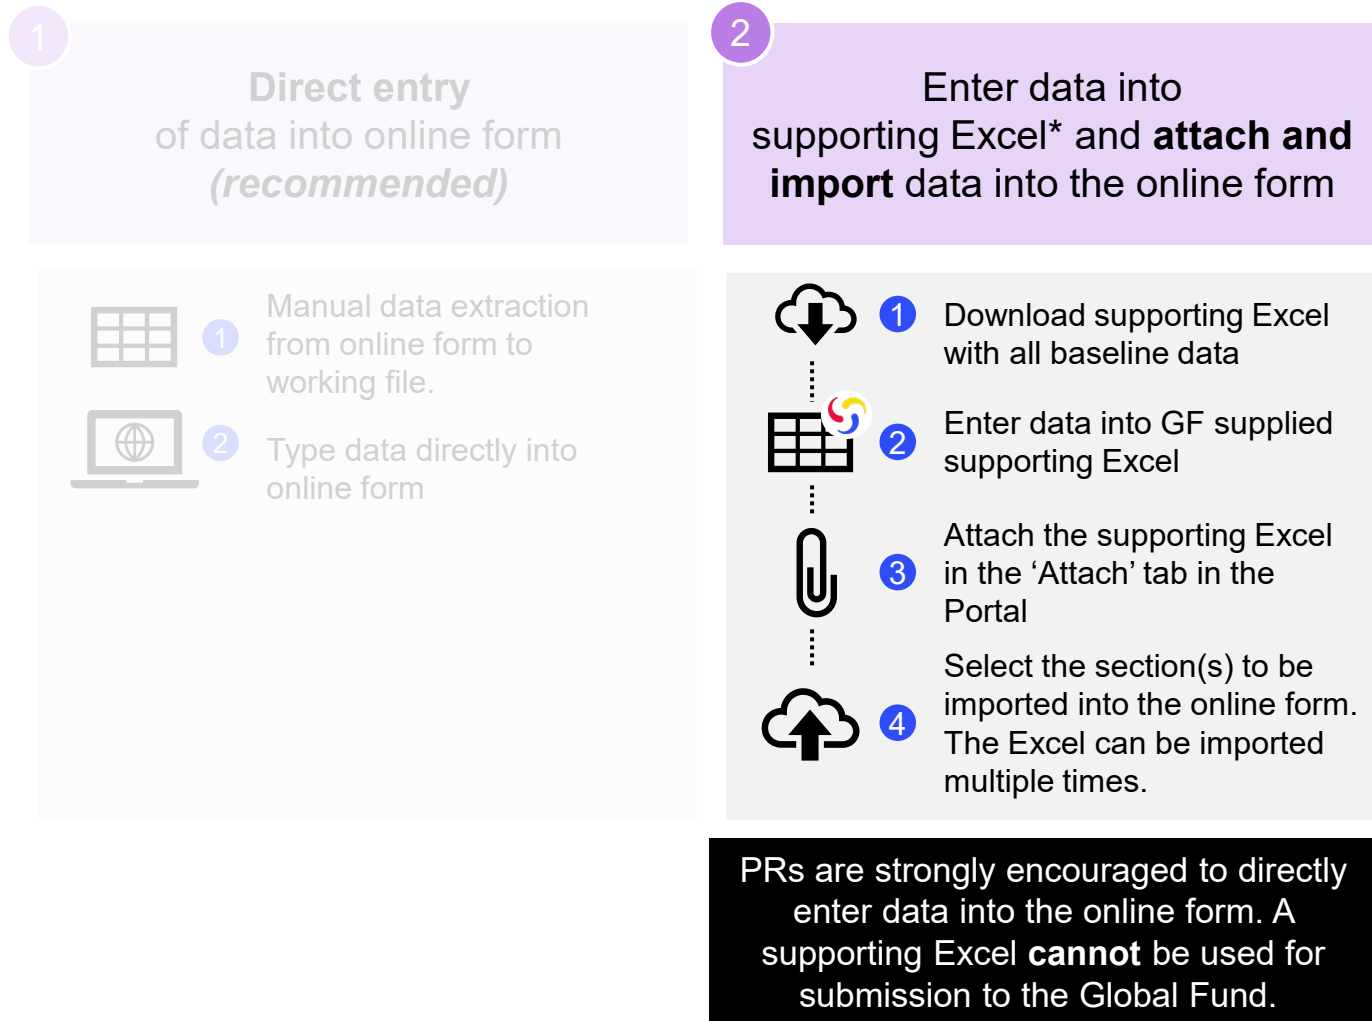 1
Direct entry
of data into online form
(recommended)
1
Manual data extraction
from online form to
working file.
2
Type data directly into
online form
2
Enter data into
supporting Excel* and attach and
import data into the online form
1
Download supporting Excel
with all baseline data
2
Enter data into GF supplied
supporting Excel
3
Attach the supporting Excel
in the ‘Attach’ tab in the
Portal
4
Select the section(s) to be
imported into the online form.
The Excel can be imported
multiple times.
PRs are strongly encouraged to directly
enter data into the online form. A
supporting Excel cannot be used for
submission to the Global Fund.